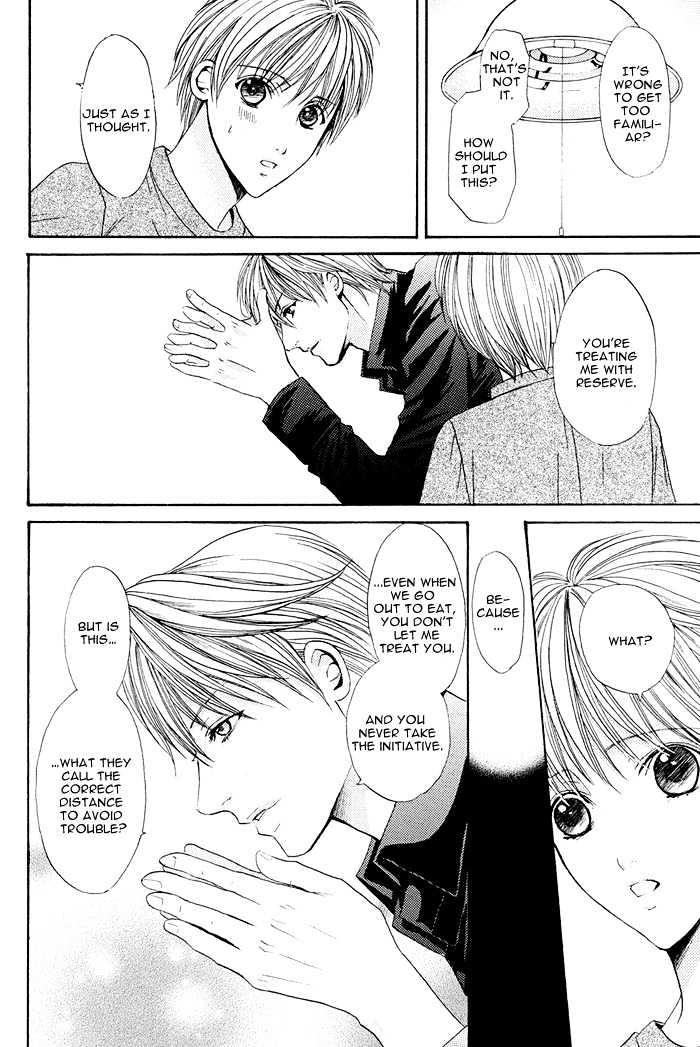 IT'S
WRONG
TO GET
TOO
FAMILI-
AR?
NO,
THAT'S
NOT
IT.
HOW
SHOULD
I PUT
THIS?
JUST AS I
THOUGHT.
YOU'RE
TREATING
ME WITH
RESERVE.
WHAT?
BE-
CAUSE
...
...EVEN WHEN
WE GO
OUT TO EAT,
YOU DON'T
LET ME
TREAT YOU.
AND YOU
NEVER TAKE
THE INITIATIVE.
BUT IS
THIS...
...WHAT THEY
CALL THE
CORRECT
DISTANCE
TO AVOID
TROUBLE?